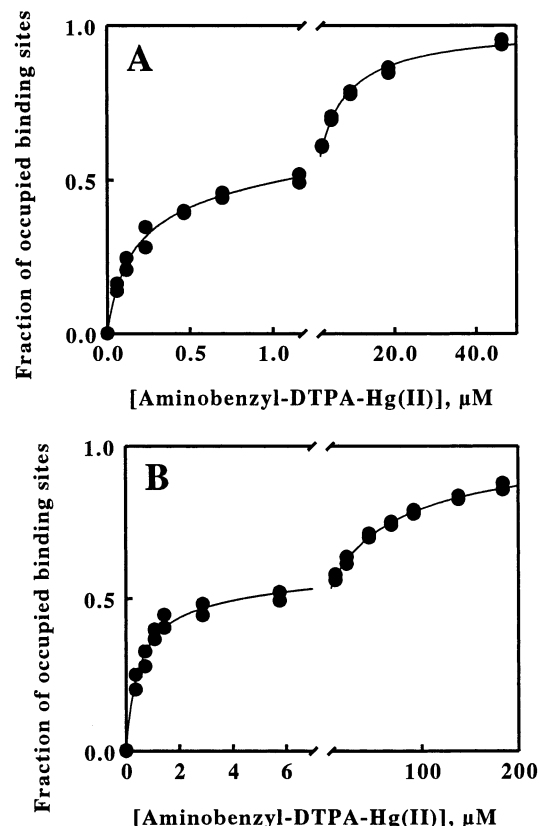 A
Fraction of occupied binding sites
1.0
0.5
0.0
0.0 0.5 1.0 20.0 40.0
[Aminobenzyl-DTPA-Hg(II)], µM
B
Fraction of occupied binding sites
1.0
0.5
0.0
0 2 4 6 100 200
[Aminobenzyl-DTPA-Hg(II)], µM